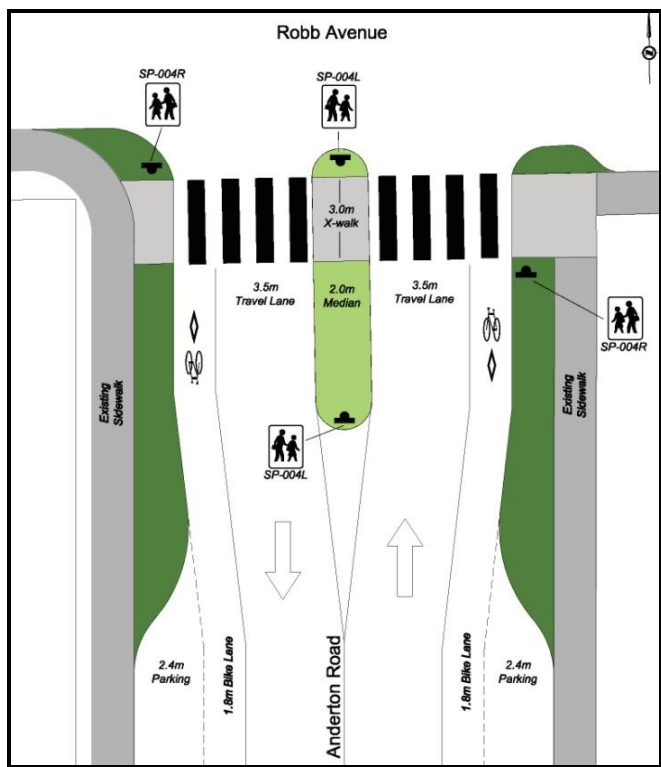 Robb Avenue
SP-004R
SP-004L
3.0m
X-walk
3.5m
Travel Lane
2.0m
Median
3.5m
Travel Lane
SP-004R
Existing
Sidewalk
Existing
Sidewalk
SP-004L
2.4m
Parking
1.8m Bike Lane
Anderton Road
1.8m Bike Lane
2.4m
Parking